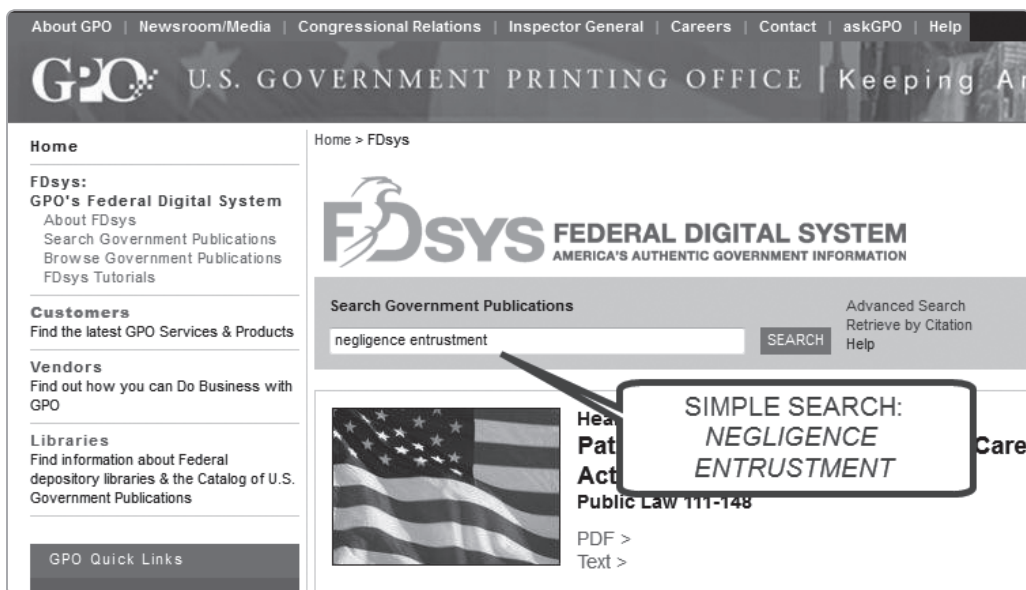 About GPO | Newsroom/Media | Congressional Relations | Inspector General | Careers | Contact | askGPO | Help
GPO U.S. GOVERNMENT PRINTING OFFICE | Keeping
Home
FDsys:
GPO's Federal Digital System
About FDsys
Search Government Publications
Browse Government Publications
FDsys Tutorials
Customers
Find the latest GPO Services & Products
Vendors
Find out how you can Do Business with
GPO
Libraries
Find information about Federal
depository libraries & the Catalog of U.S.
Government Publications
GPO Quick Links
Home > FDsys
FDSYS FEDERAL DIGITAL SYSTEM
AMERICA'S AUTHENTIC GOVERNMENT INFORMATION
Search Government Publications
negligence entrustment
SEARCH
Advanced Search
Retrieve by Citation
Help
SIMPLE SEARCH:
NEGLIGENCE
ENTRUSTMENT
Care
Act
Public Law 111-148
PDF >
Text >